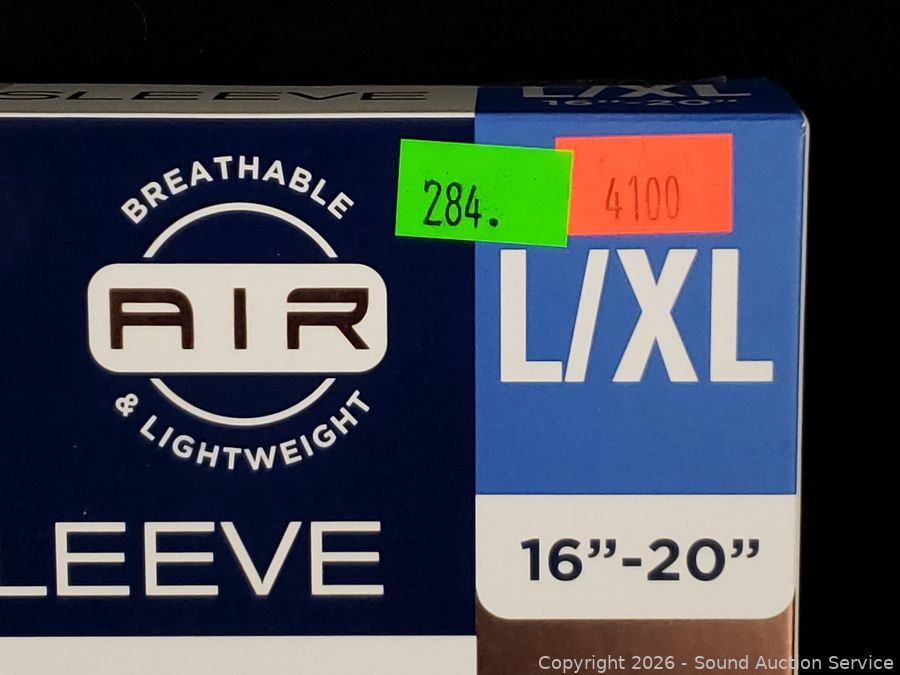 SLEEVE
L/XL
16"-20"
BREATHABLE
AIR
& LIGHTWEIGHT
284.
4100
L/XL
LEEVE
16”-20”
Copyright 2026 - Sound Auction Service